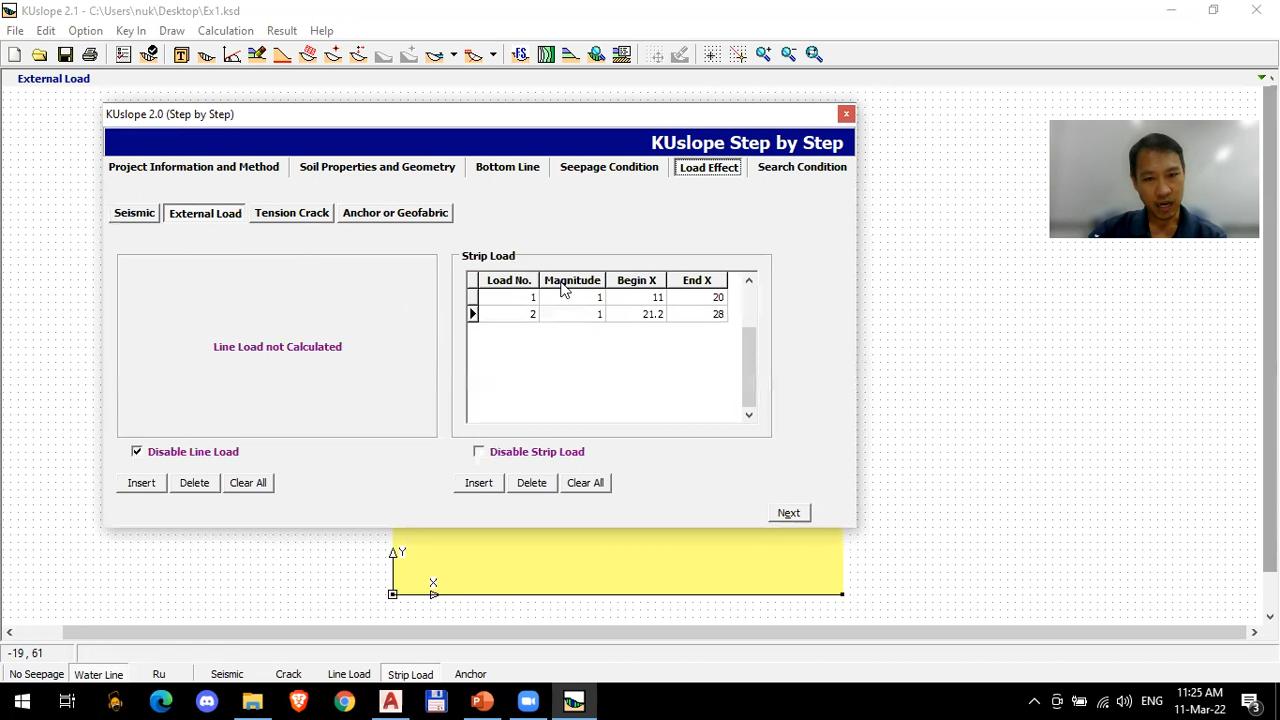 KUslope 2.1 - C:\Users\nuk\Desktop\Ex1.ksd
File Edit Option Key In Draw Calculation Result Help
T FS
External Load
KUslope 2.0 (Step by Step)
KUslope Step by Step
Project Information and Method Soil Properties and Geometry Bottom Line Seepage Condition Load Effect Search Condition
Seismic External Load Tension Crack Anchor or Geofabric
Strip Load
Load No. Magnitude Begin X End X
1 1 11 20
2 1 21.2 28
Line Load not Calculated
Disable Line Load Disable Strip Load
Insert Delete Clear All Insert Delete Clear All
Next
Y
X
-19 , 61
No Seepage Water Line Ru Seismic Crack Line Load Strip Load Anchor
ENG
11:25 AM
11-Mar-22
3